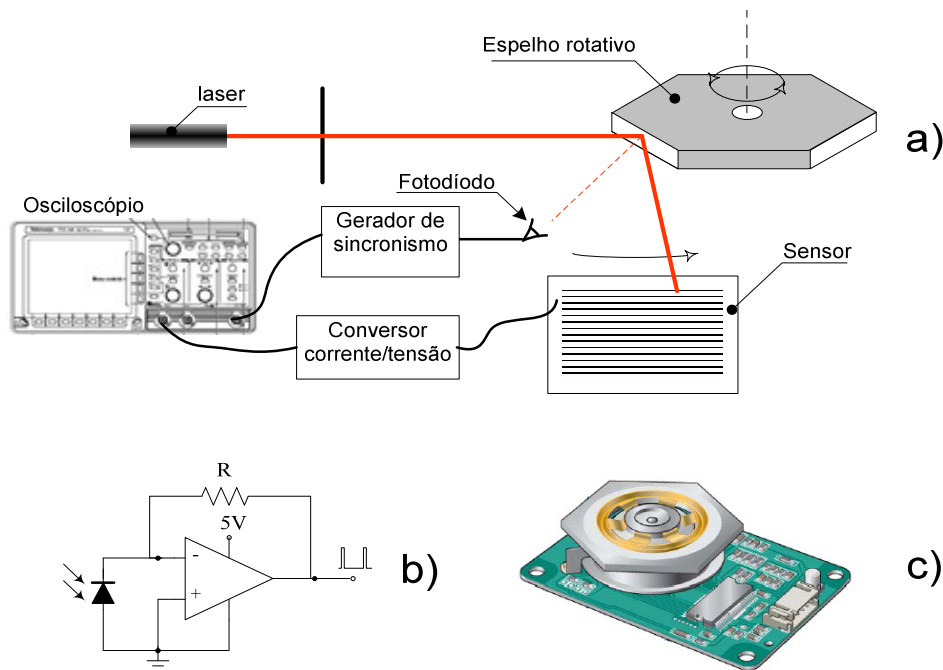 Espelho rotativo
laser
a)
Fotodíodo
Osciloscópio
Gerador de
sincronismo
Sensor
Conversor
corrente/tensão
R
5V
-
+
b)
c)